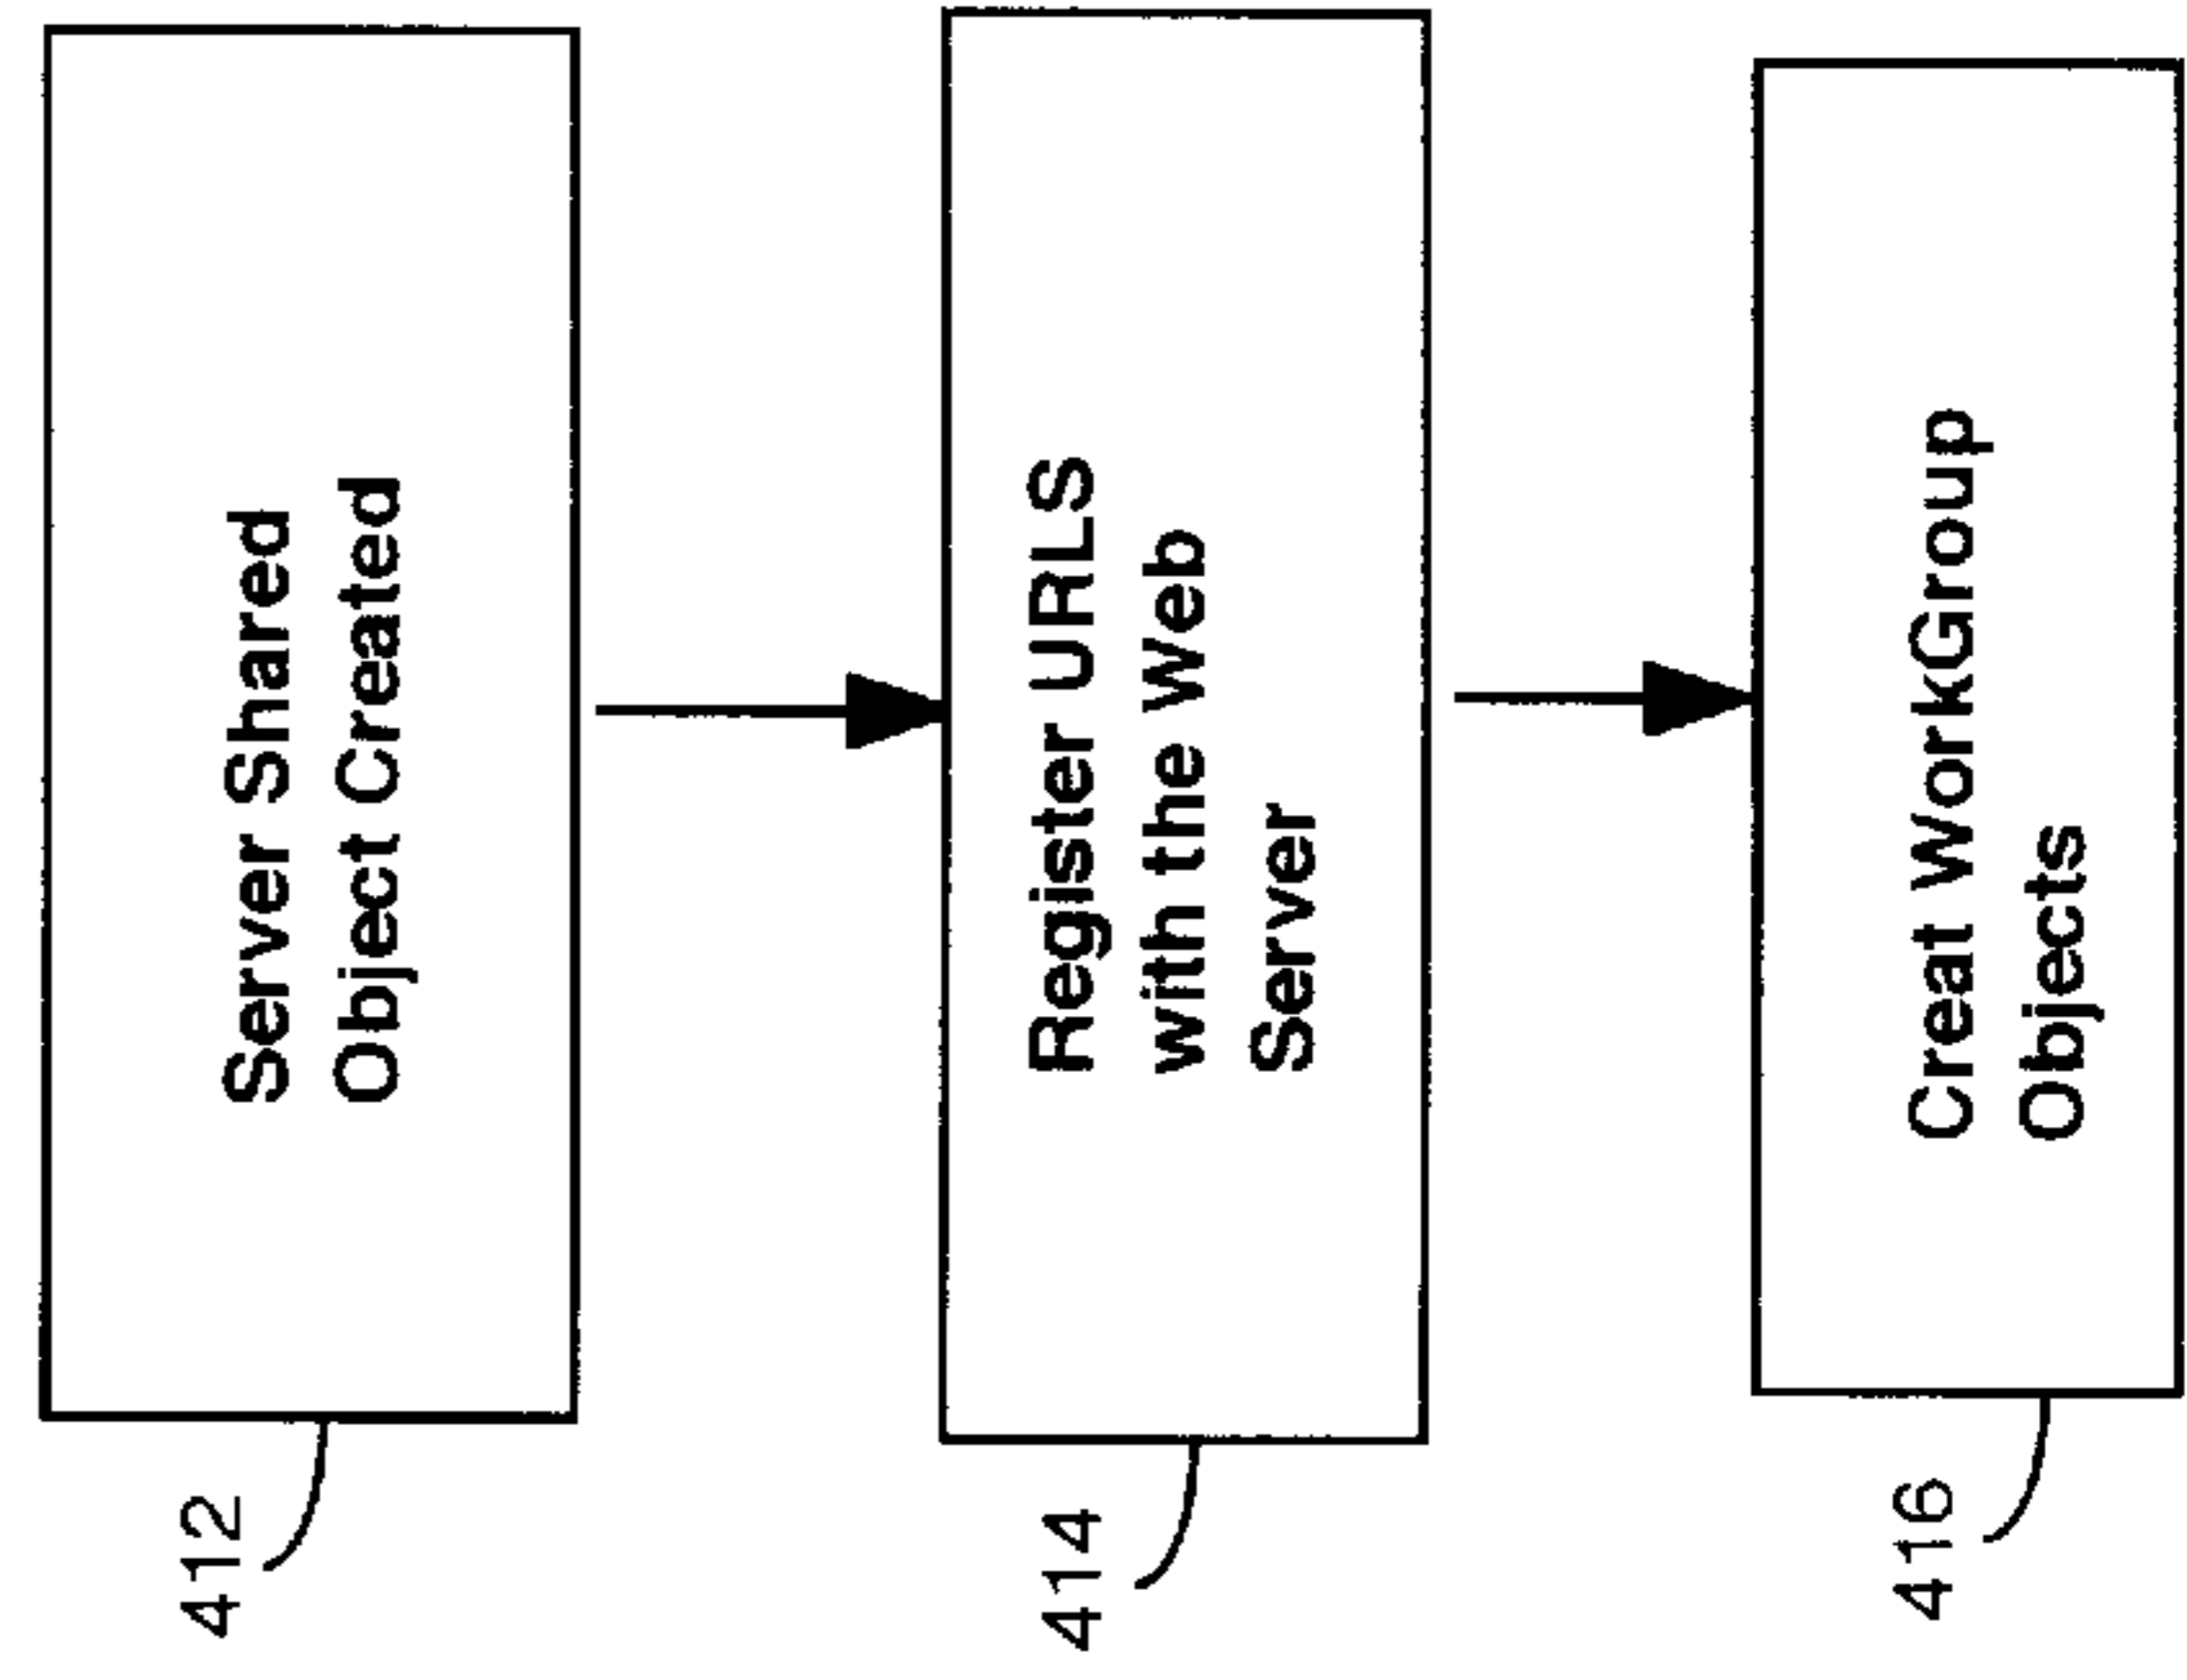 412
Server Shared
Object Created
414
Register URLS
with the Web
Server
416
Creat WorkGroup
Objects